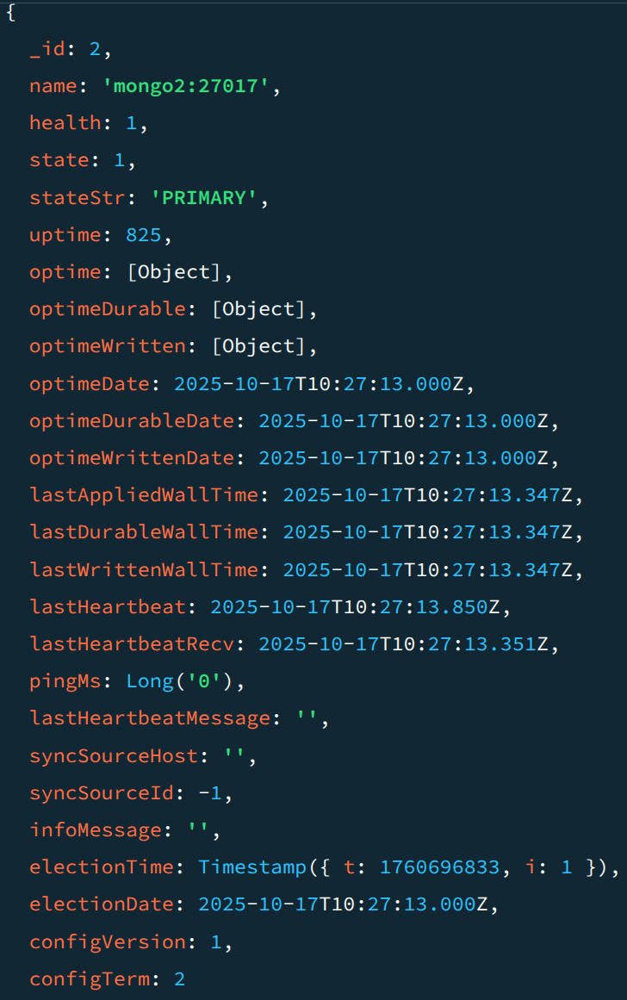 {
_id: 2,
name: 'mongo2:27017',
health: 1,
state: 1,
stateStr: 'PRIMARY',
uptime: 825,
optime: [Object],
optimeDurable: [Object],
optimeWritten: [Object],
optimeDate: 2025-10-17T10:27:13.000Z,
optimeDurableDate: 2025-10-17T10:27:13.000Z,
optimeWrittenDate: 2025-10-17T10:27:13.000Z,
lastAppliedWallTime: 2025-10-17T10:27:13.347Z,
lastDurableWallTime: 2025-10-17T10:27:13.347Z,
lastWrittenWallTime: 2025-10-17T10:27:13.347Z,
lastHeartbeat: 2025-10-17T10:27:13.850Z,
lastHeartbeatRecv: 2025-10-17T10:27:13.351Z,
pingMs: Long('0'),
lastHeartbeatMessage: '',
syncSourceHost: '',
syncSourceId: -1,
infoMessage: '',
electionTime: Timestamp({ t: 1760696833, i: 1 }),
electionDate: 2025-10-17T10:27:13.000Z,
configVersion: 1,
configTerm: 2